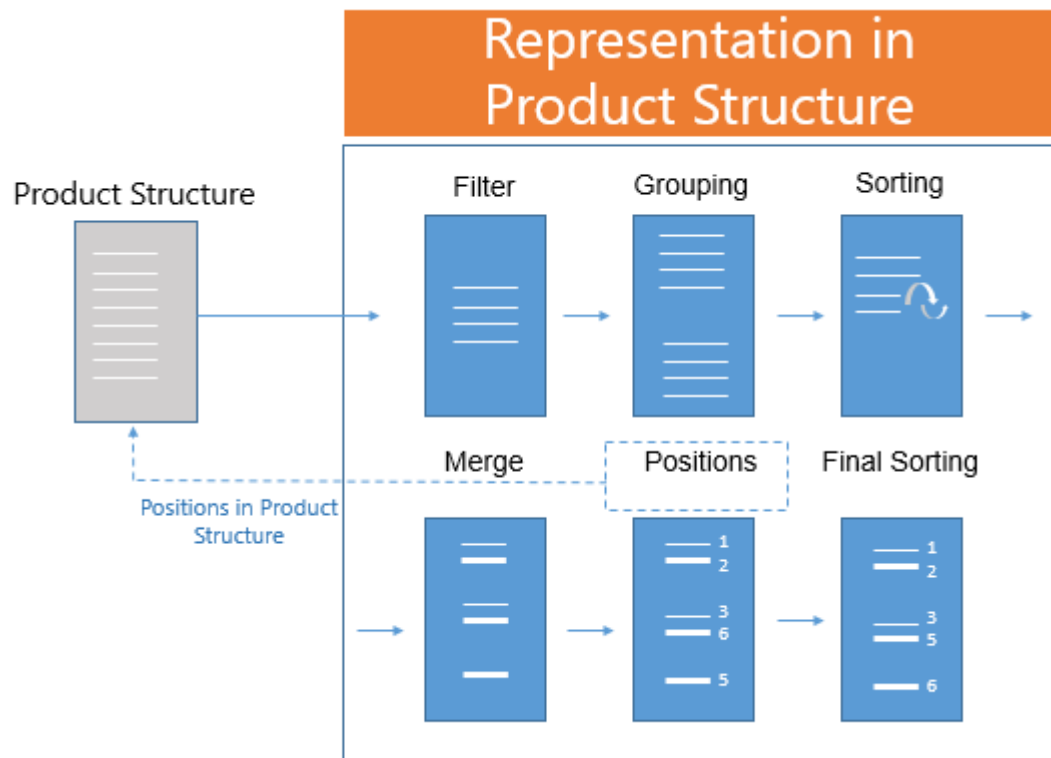 Representation in
Product Structure
Product Structure
Filter
Grouping
Sorting
Merge
Positions
Final Sorting
Positions in Product
Structure
1
2
3
6
5
1
2
3
5
6